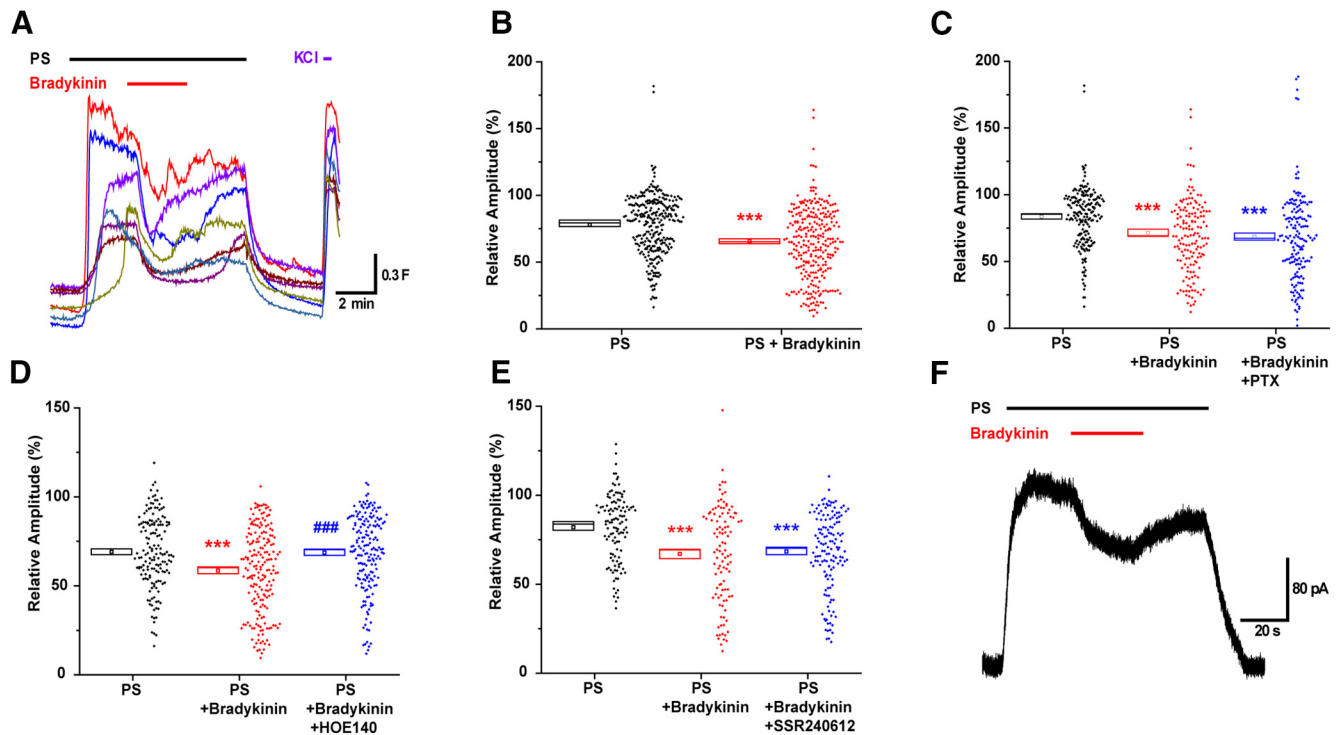 A
PS
KCl
Bradykinin
0.3 F
2 min
B
Relative Amplitude (%)
200
150
100
50
0
***
PS
PS + Bradykinin
C
Relative Amplitude (%)
200
150
100
50
0
***
***
PS
PS
+Bradykinin
PS
+Bradykinin
+PTX
D
Relative Amplitude (%)
150
100
50
0
***
###
PS
PS
+Bradykinin
PS
+Bradykinin
+HOE140
E
Relative Amplitude (%)
150
100
50
0
***
***
PS
PS
+Bradykinin
PS
+Bradykinin
+SSR240612
F
PS
Bradykinin
80 pA
20 s